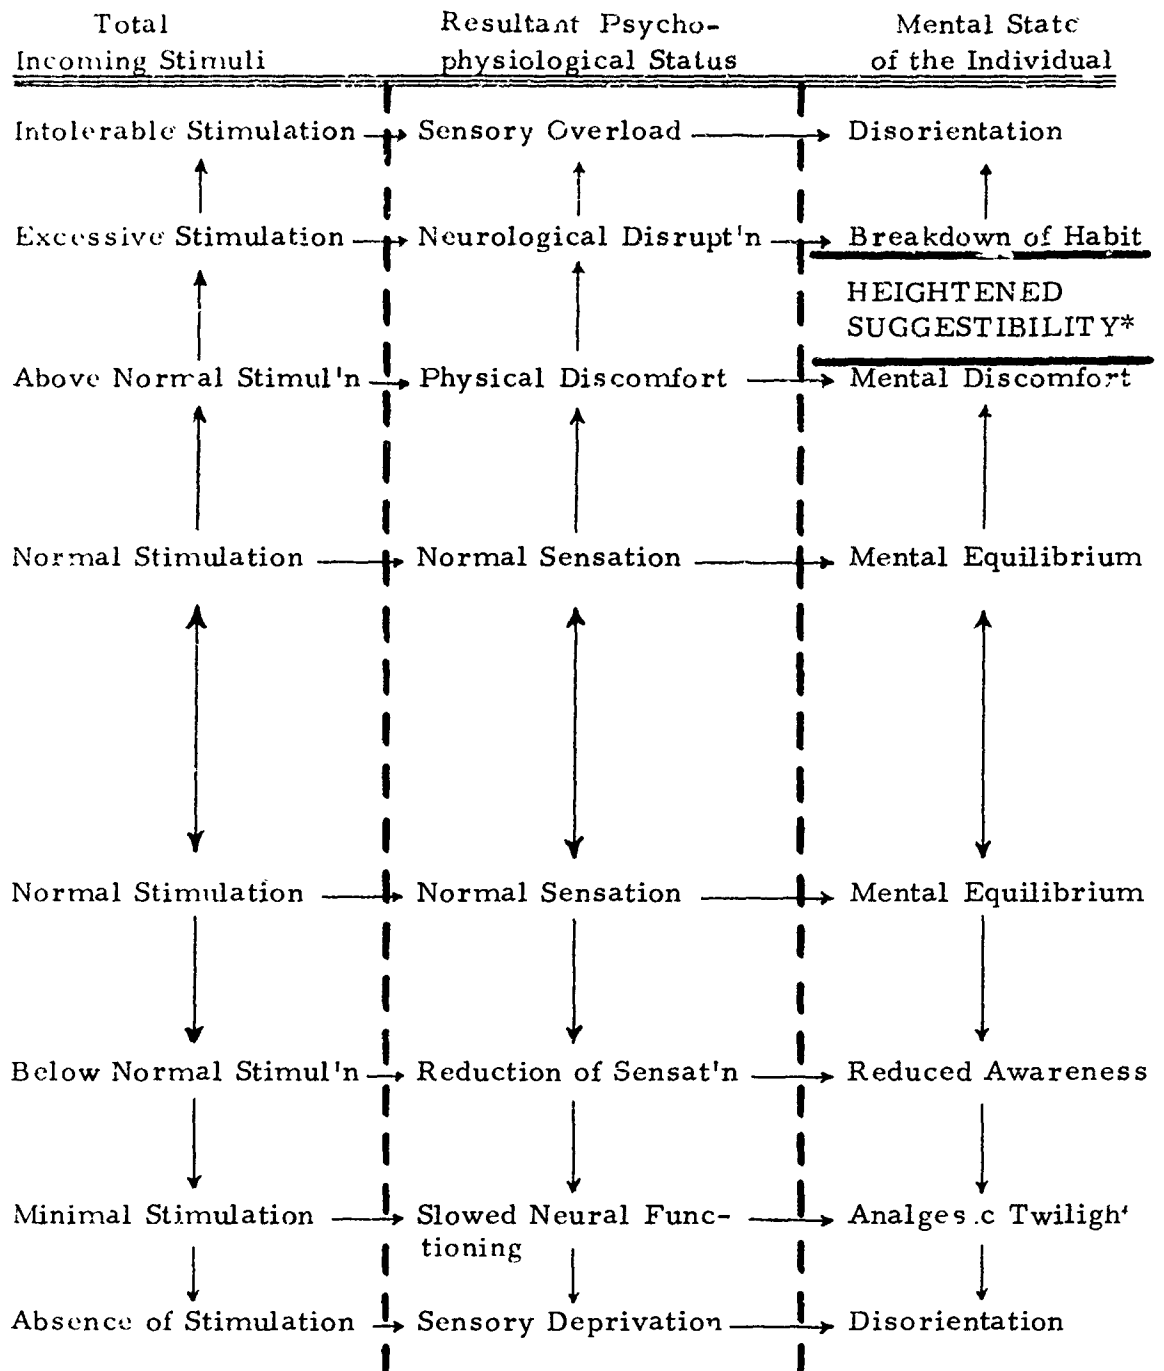 Total Resultant Psycho- Mental State
Incoming Stimuli physiological Status of the Individual
Intolerable Stimulation Sensory Overload Disorientation
Excessive Stimulation Neurological Disrupt'n Breakdown of Habit
HEIGHTENED
SUGGESTIBILITY*
Above Normal Stimul'n Physical Discomfort Mental Discomfort
Normal Stimulation Normal Sensation Mental Equilibrium
Normal Stimulation Normal Sensation Mental Equilibrium
Below Normal Stimul'n Reduction of Sensat'n Reduced Awareness
Minimal Stimulation Slowed Neural Func- Analgesic Twilight
tioning
Absence of Stimulation Sensory Deprivation Disorientation